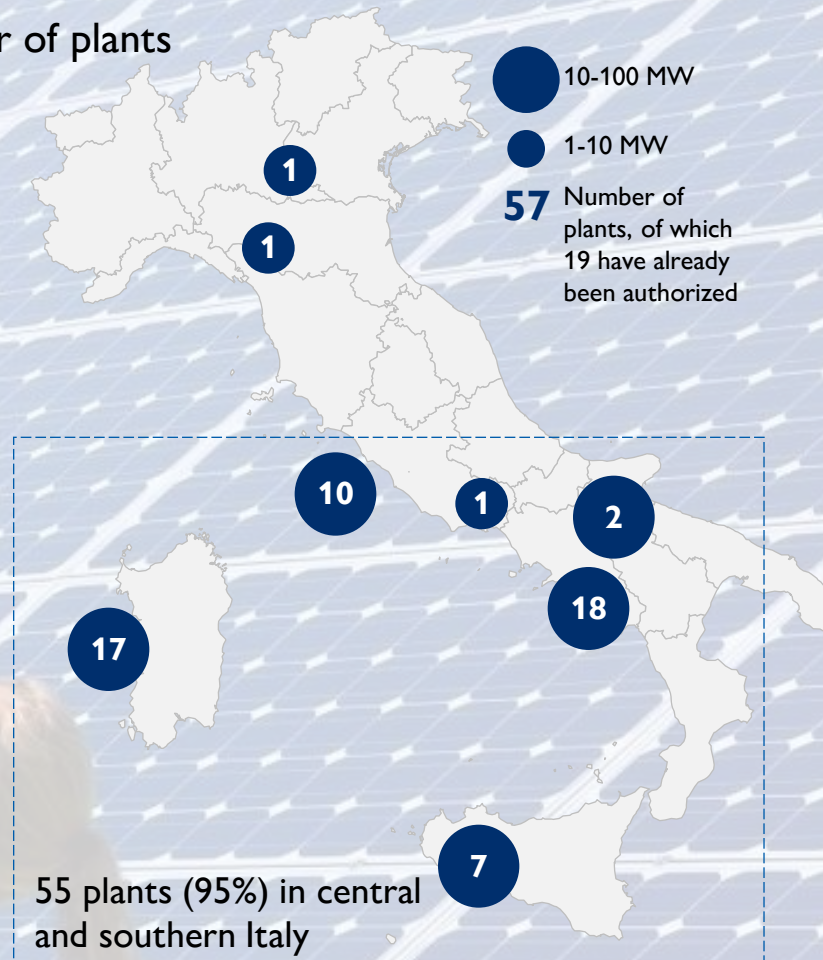 r of plants
10-100 MW
1-10 MW
57 Number of
plants, of which
19 have already
been authorized
1
1
10
1
2
18
17
7
55 plants (95%) in central
and southern Italy